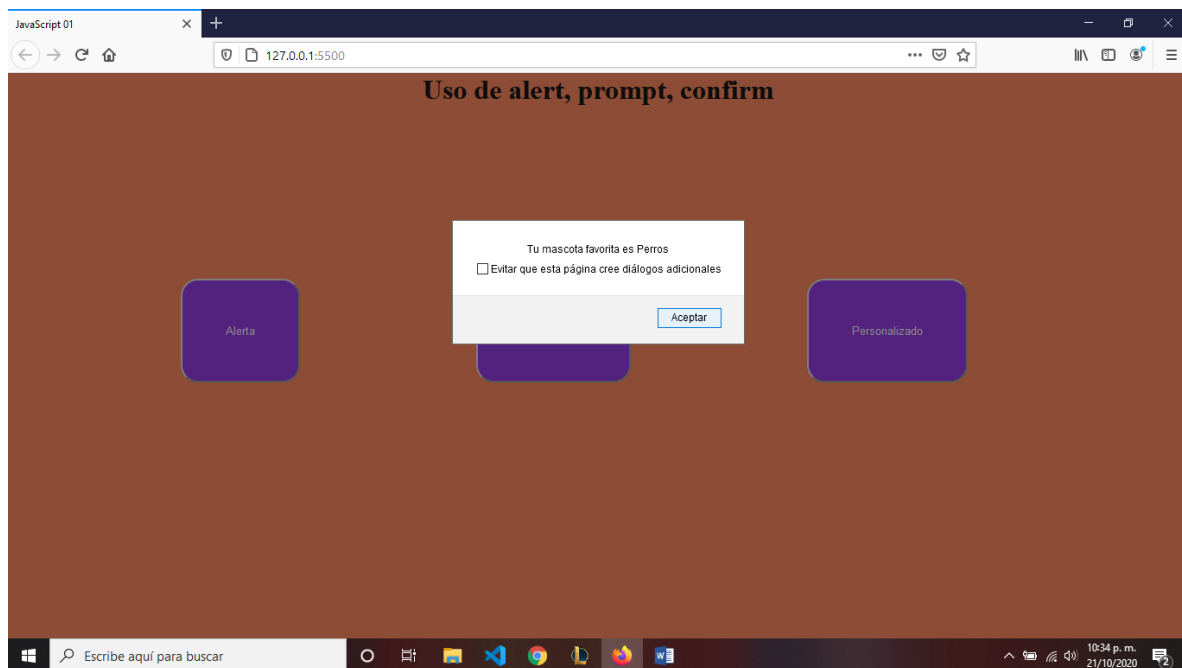 JavaScript 01
127.0.0.1:5500
Uso de alert, prompt, confirm
Tu mascota favorita es Perros
Evitar que esta página cree diálogos adicionales
Aceptar
Alerta
Personalizado
Escribe aquí para buscar
10:34 p. m.
21/10/2020
2